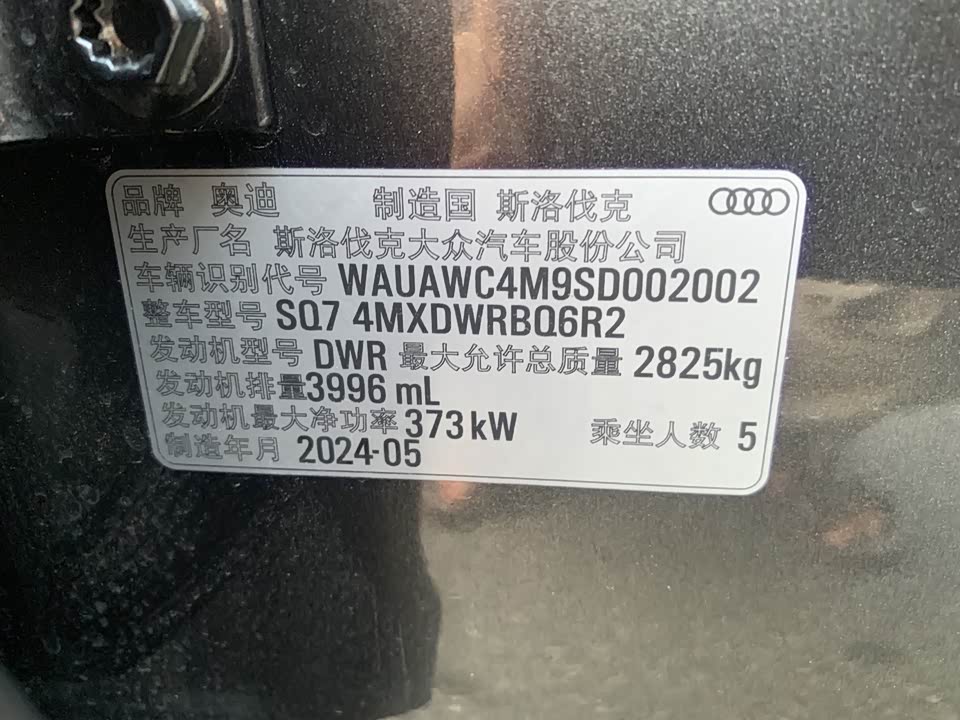 品牌 奥迪 制造国 斯洛伐克
生产厂名 斯洛伐克大众汽车股份公司
车辆识别代号 WAUAWC4M9SD002002
整车型号 SQ7 4MXDWRBQ6R2
发动机型号 DWR 最大允许总质量 2825kg
发动机排量3996 mL
发动机最大净功率 373 kW 乘坐人数 5
制造年月 2024-05